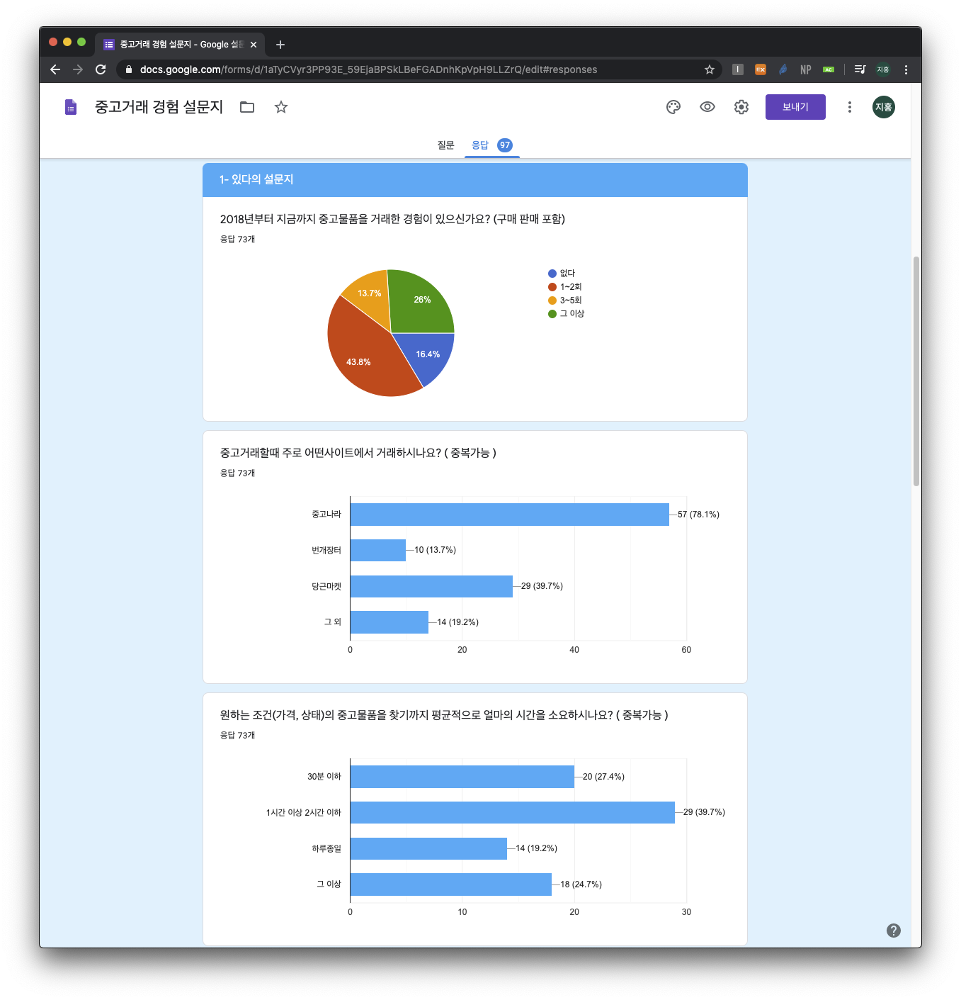 중고거래 경험 설문지 - Google 설문
docs.google.com/forms/d/1aTyCVyr3PP93E_59EjaBPSkLBeFGADnhKpVpH9LLZrQ/edit#responses
NP
AC
지홍
중고거래 경험 설문지
보내기
지홍
질문
응답 97
1- 있다의 설문지
2018년부터 지금까지 중고물품을 거래한 경험이 있으신가요? (구매 판매 포함)
응답 73개
없다
1~2회
3~5회
그 이상
13.7%
26%
16.4%
43.8%
중고거래할때 주로 어떤사이트에서 거래하시나요? ( 중복가능 )
응답 73개
중고나라 57 (78.1%)
번개장터 10 (13.7%)
당근마켓 29 (39.7%)
그 외 14 (19.2%)
0 20 40 60
원하는 조건(가격, 상태)의 중고물품을 찾기까지 평균적으로 얼마의 시간을 소요하시나요? ( 중복가능 )
응답 73개
30분 이하 20 (27.4%)
1시간 이상 2시간 이하 29 (39.7%)
하루종일 14 (19.2%)
그 이상 18 (24.7%)
0 10 20 30